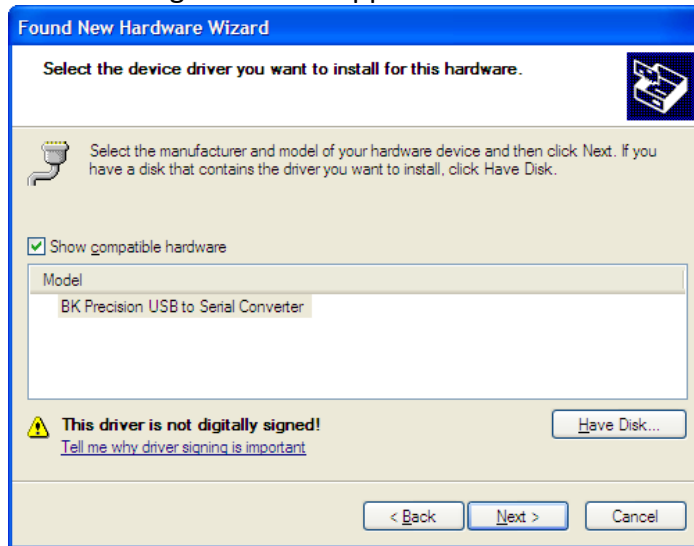 Found New Hardware Wizard
Select the device driver you want to install for this hardware.
Select the manufacturer and model of your hardware device and then click Next. If you
have a disk that contains the driver you want to install, click Have Disk.
Show compatible hardware
Model
BK Precision USB to Serial Converter
This driver is not digitally signed!
Have Disk...
Tell me why driver signing is important
< Back Next > Cancel